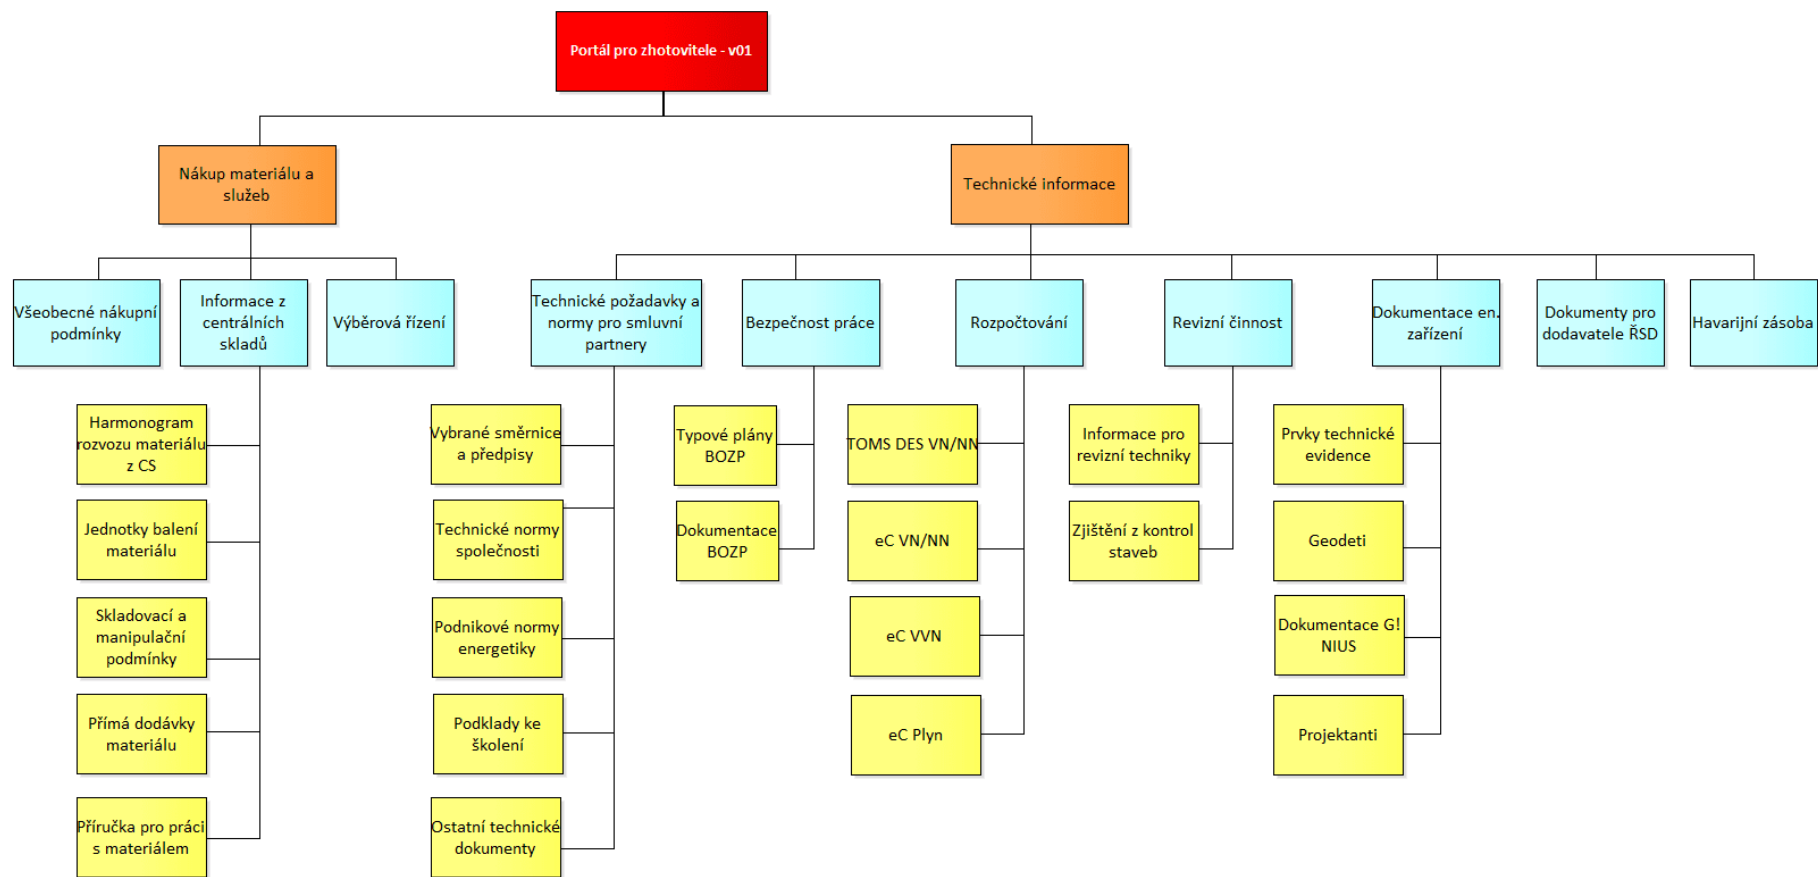 Portál pro zhotovitele - v01
Nákup materiálu a
služeb
Technické informace
Všeobecné nákupní
podmínky
Informace z
centrálních
skladů
Výběrová řízení
Technické požadavky a
normy pro smluvní
partnery
Bezpečnost práce
Rozpočtování
Revizní činnost
Dokumentace en.
zařízení
Dokumenty pro
dodavatele ŘSD
Havarijní zásoba
Harmonogram
rozvozu materiálu
z CS
Jednotky balení
materiálu
Skladovací a
manipulační
podmínky
Přímá dodávky
materiálu
Příručka pro práci
s materiálem
Vybrané směrnice
a předpisy
Technické normy
společnosti
Podnikové normy
energetiky
Podklady ke
školení
Ostatní technické
dokumenty
Typové plány
BOZP
Dokumentace
BOZP
TOMS DES VN/NN
eC VN/NN
eC VVN
eC Plyn
Informace pro
revizní techniky
Zjištění z kontrol
staveb
Prvky technické
evidence
Geodeti
Dokumentace G!
NIUS
Projektanti